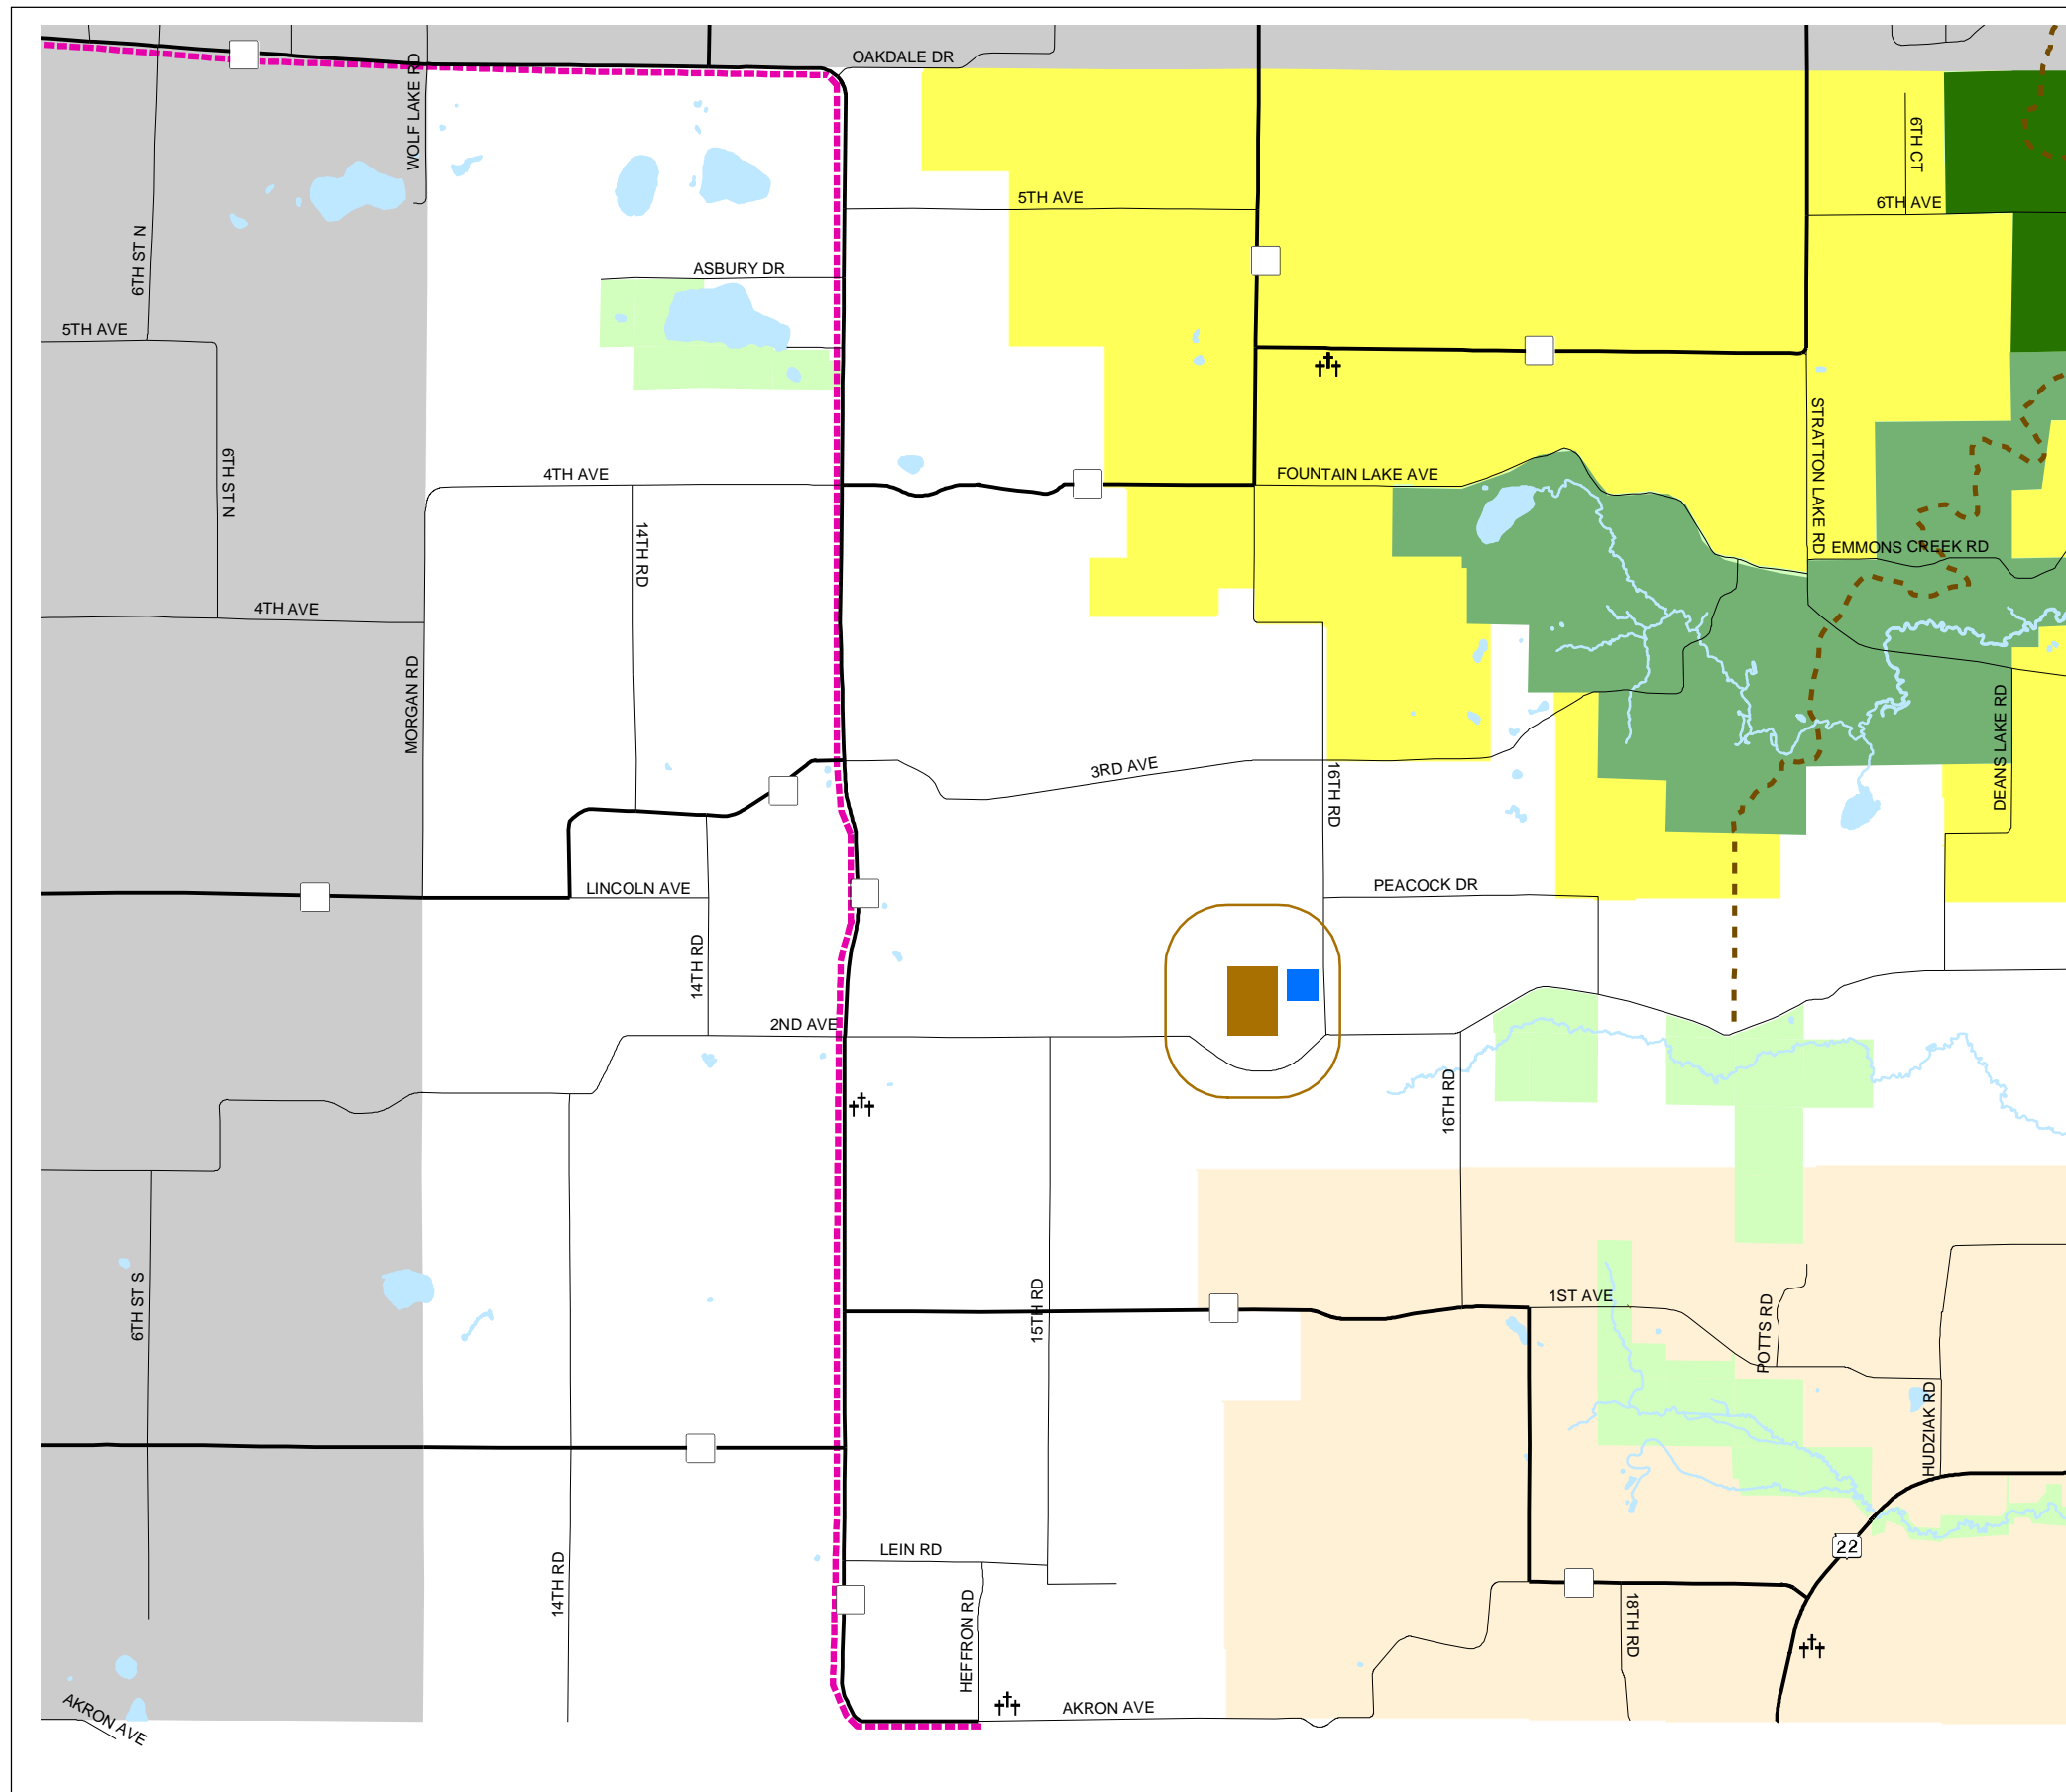 OAKDALE DR
WOLF LAKE RD
6TH CT
5TH AVE
6TH AVE
6TH ST N
ASBURY DR
5TH AVE
STRATTON LAKE RD
4TH AVE
FOUNTAIN LAKE AVE
6TH ST N
14TH RD
EMMONS CREEK RD
4TH AVE
MORGAN RD
DEANS LAKE RD
3RD AVE
16TH RD
LINCOLN AVE
PEACOCK DR
14TH RD
2ND AVE
16TH RD
6TH ST S
15TH RD
1ST AVE
POTTS RD
HUDZIAK RD
LEIN RD
22
14TH RD
HEFFRON RD
18TH RD
AKRON AVE
AKRON AVE